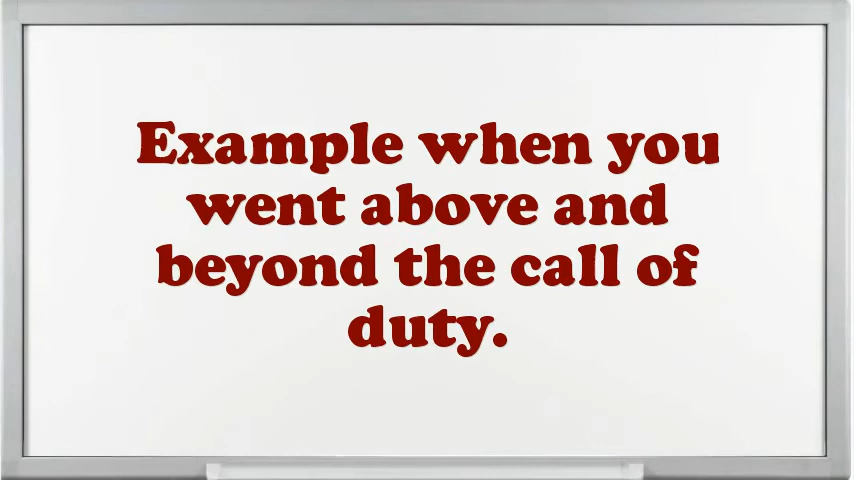 Example when you
went above and
beyond the call of
duty.